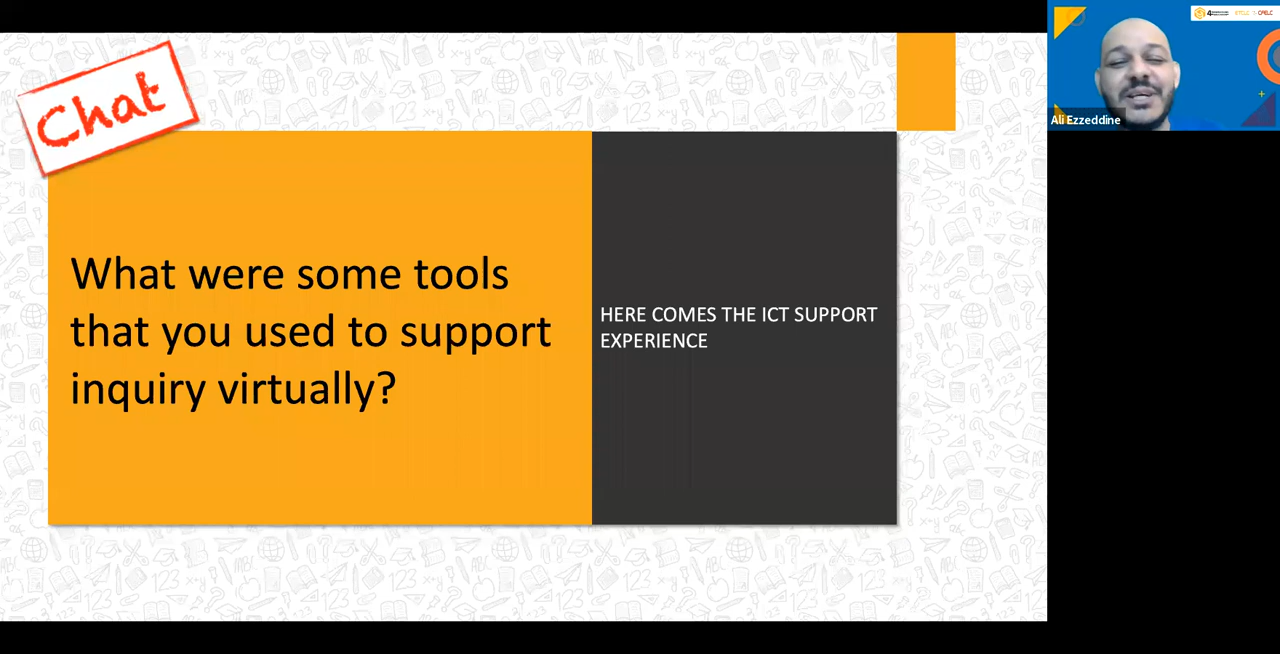 Chat
What were some tools
that you used to support
inquiry virtually?
HERE COMES THE ICT SUPPORT
EXPERIENCE
Ali Ezzeddine